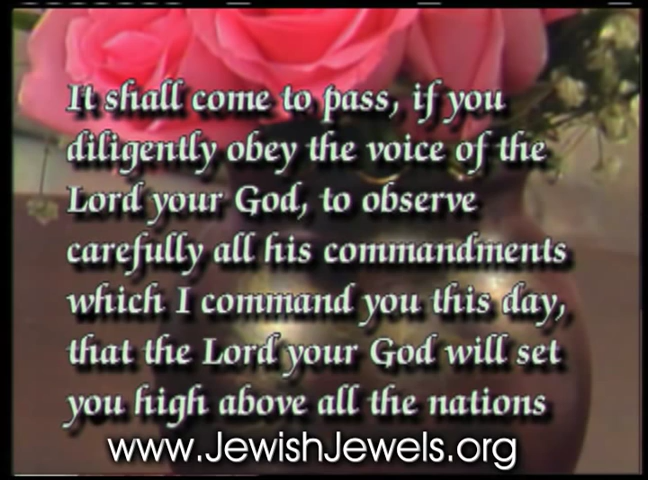 It shall come to pass, if you
diligently obey the voice of the
Lord your God, to observe
carefully all his commandments
which I command you this day,
that the Lord your God will set
you high above all the nations
www.JewishJewels.org